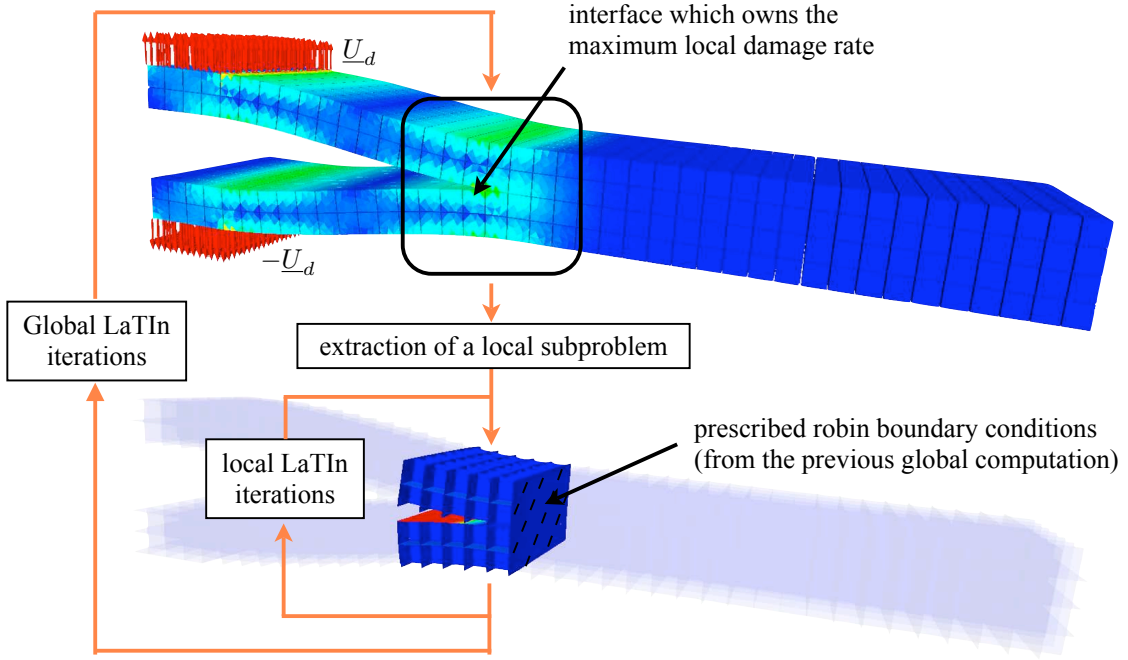 interface which owns the
maximum local damage rate
U_d
-U_d
Global LaTIn
iterations
extraction of a local subproblem
prescribed robin boundary conditions
(from the previous global computation)
local LaTIn
iterations